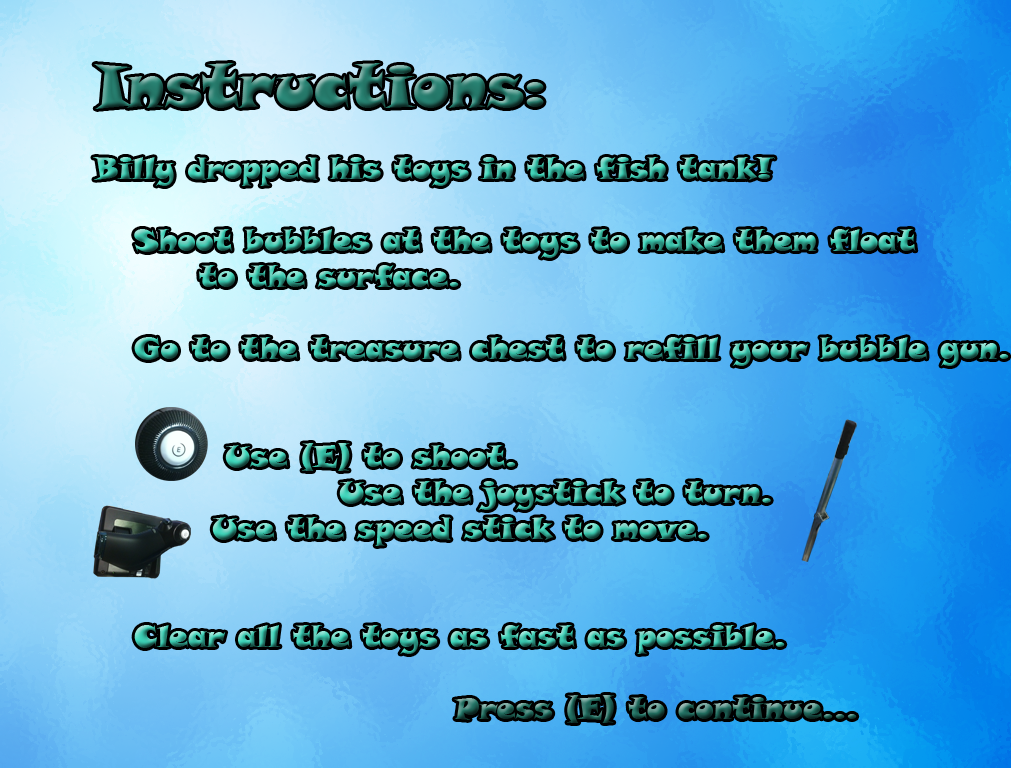 Instructions:
Billy dropped his toys in the fish tank!
Shoot bubbles at the toys to make them float
to the surface.
Go to the treasure chest to refill your bubble gun.
E
Use (E) to shoot.
Use the joystick to turn.
Use the speed stick to move.
Clear all the toys as fast as possible.
Press (E) to continue...